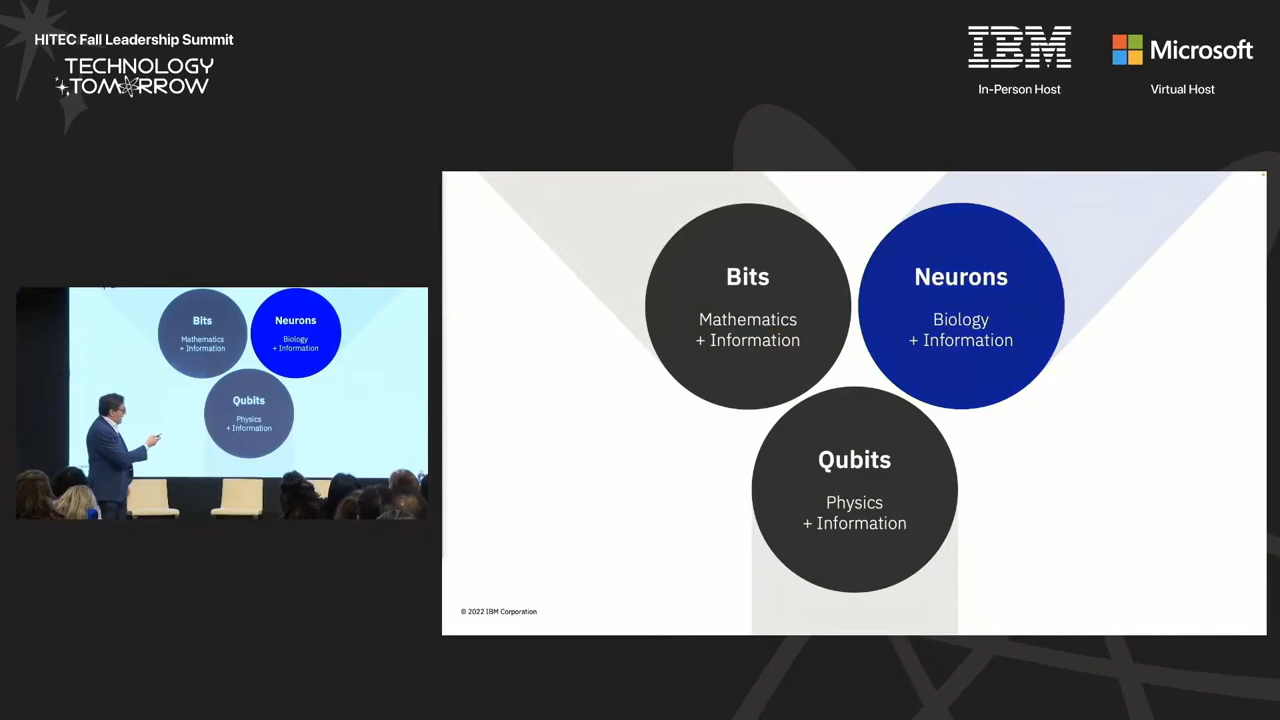 HITEC Fall Leadership Summit
TECHNOLOGY
TOMORROW
IBM
In-Person Host
Microsoft
Virtual Host
Bits
Mathematics
+ Information
Neurons
Biology
+ Information
Qubits
Physics
+ Information
Bits
Mathematics
+ Information
Neurons
Biology
+ Information
Qubits
Physics
+ Information
© 2022 IBM Corporation